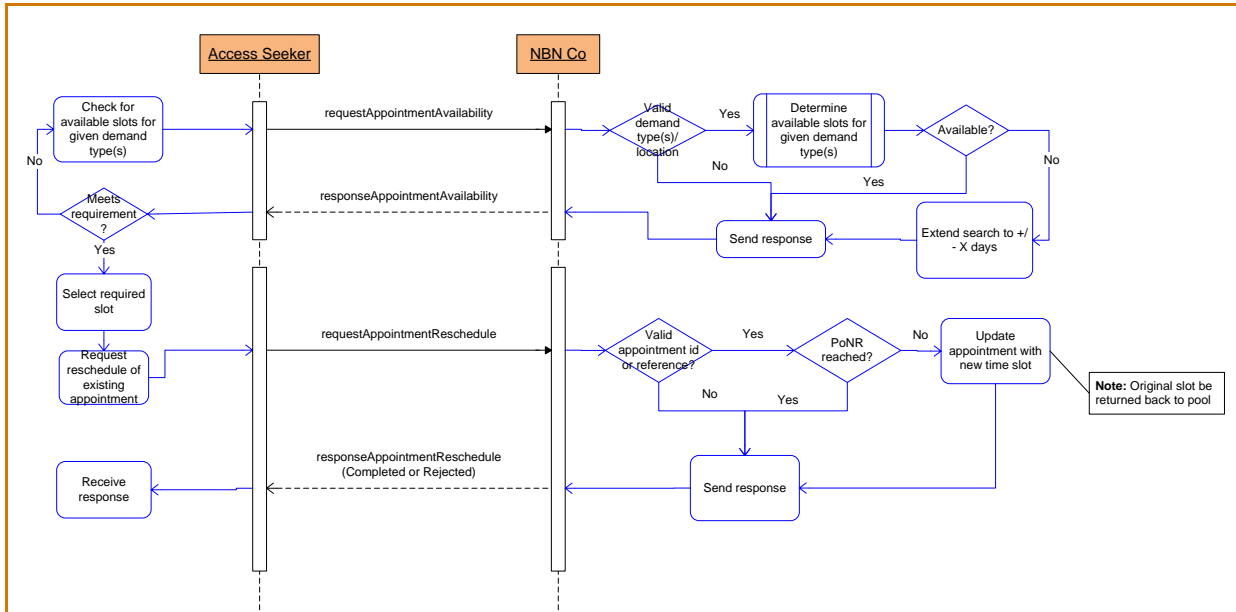 Access Seeker
NBN Co
Check for
available slots for
given demand
type(s)
requestAppointmentAvailability
Valid
demand
type(s)/
location
Yes
Determine
available slots for
given demand
type(s)
Available?
No
No
No
Yes
responseAppointmentAvailability
Meets
requirement
?
Send response
Extend search to +/
- X days
Yes
Select required
slot
requestAppointmentReschedule
Valid
appointment id
or reference?
Yes
PoNR
reached?
No
Update
appointment with
new time slot
Request
reschedule of
existing
appointment
Note: Original slot be
returned back to pool
No
Yes
responseAppointmentReschedule
(Completed or Rejected)
Receive
response
Send response